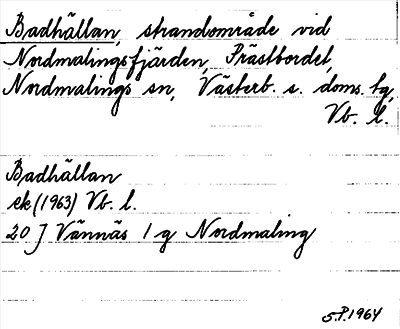 Badhällan, strandområde vid
Nordmalingsfjärden, Prästbordet,
Nordmalings sn, Västerb. s. doms. tg,
Vb. l.
Badhällan
ek (1963) Vb. l.
20 J Vännäs 1 g Nordmaling
S.P. 1964